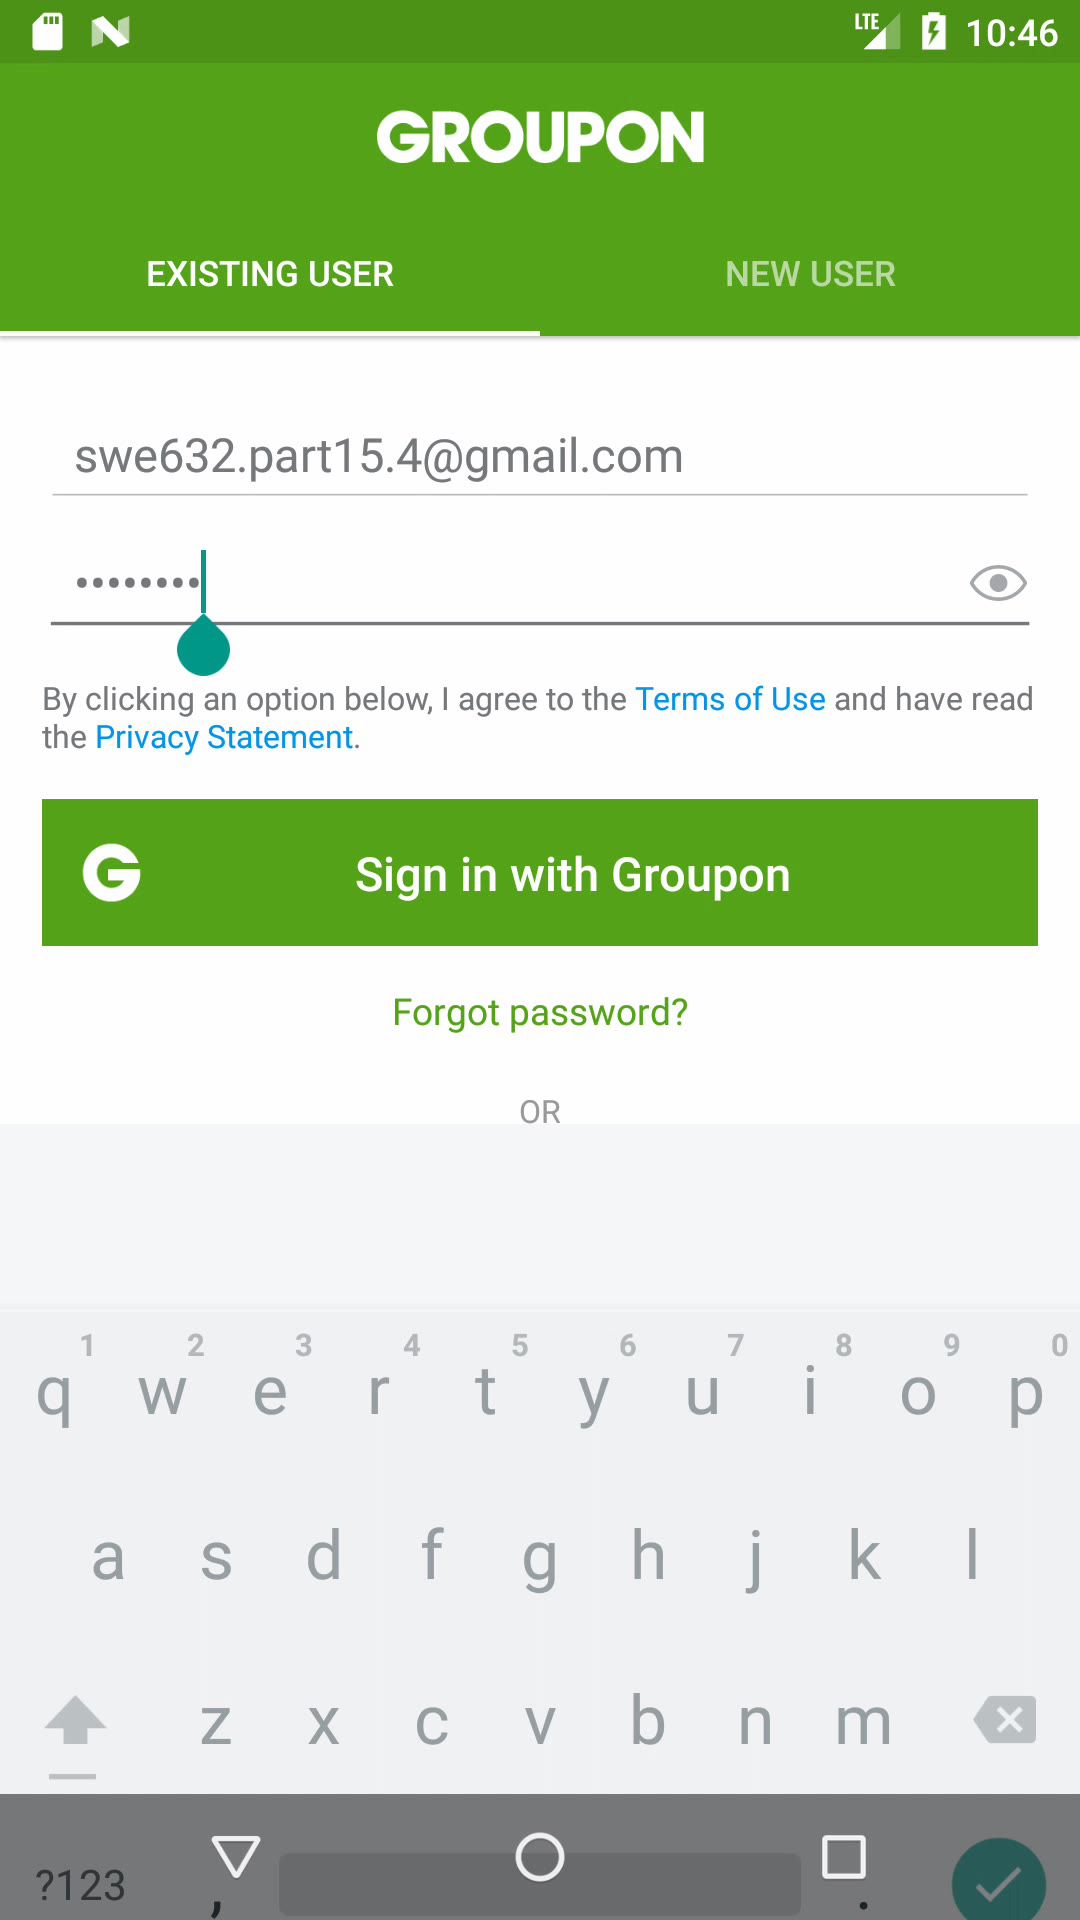 LTE 10:46
GROUPON
EXISTING USER NEW USER
swe632.part15.4@gmail.com
••••••••
By clicking an option below, I agree to the Terms of Use and have read
the Privacy Statement.
G Sign in with Groupon
Forgot password?
OR
1 2 3 4 5 6 7 8 9 0
q w e r t y u i o p
a s d f g h j k l
z x c v b n m
?123 , .